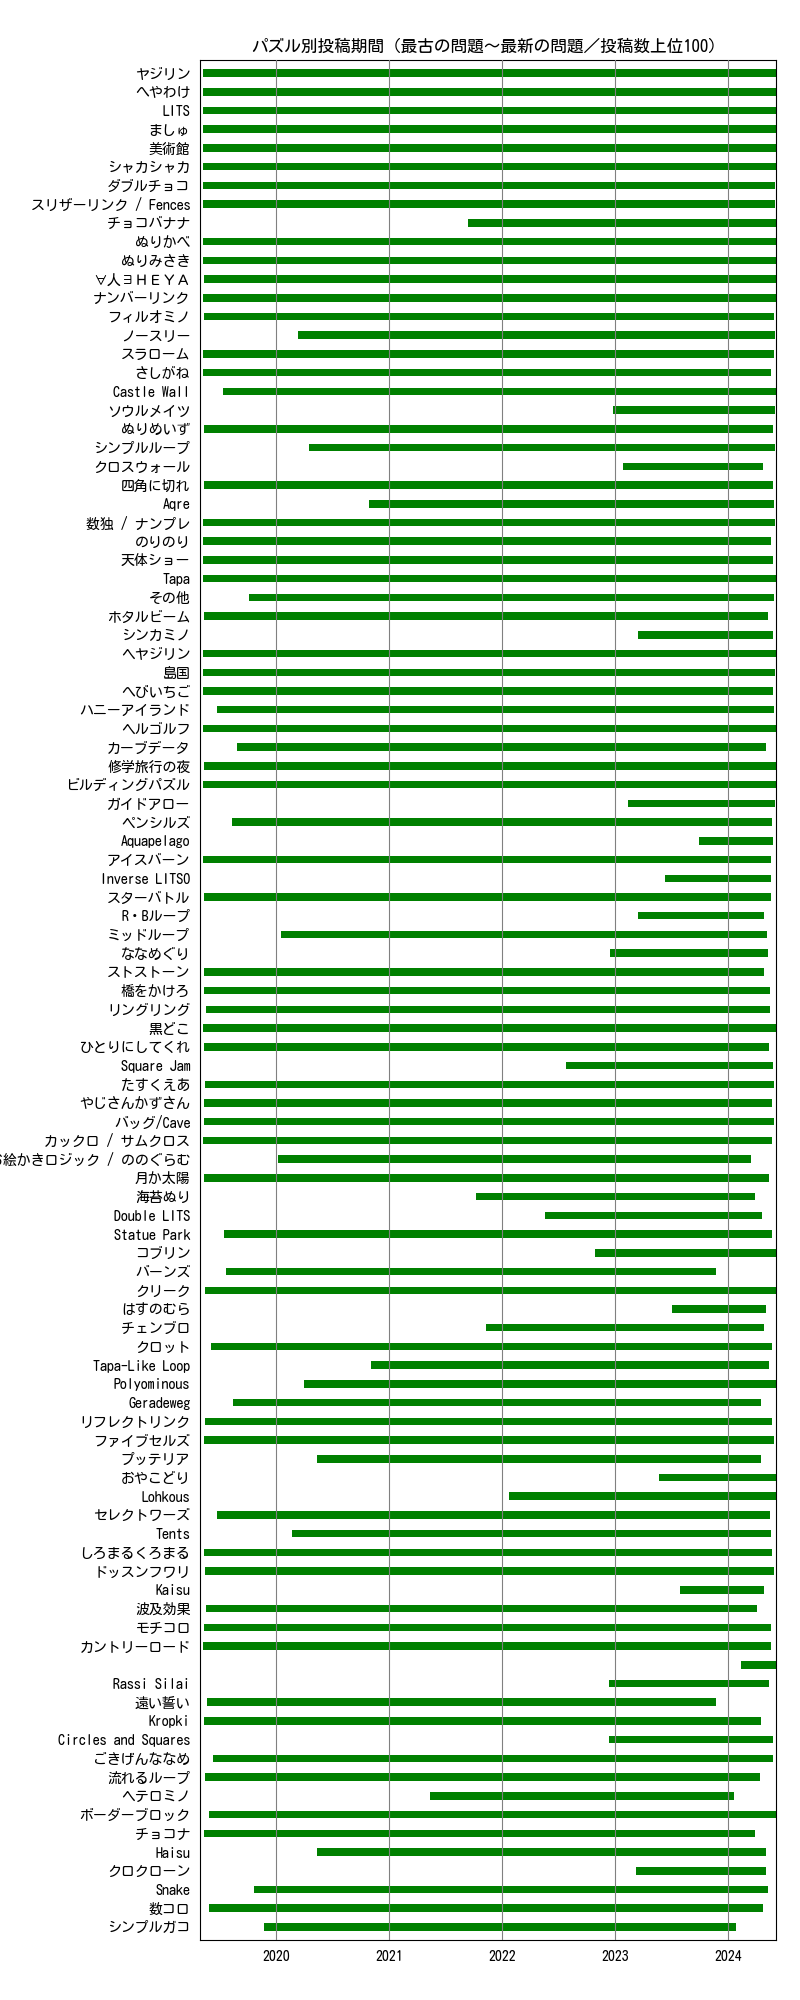 パズル別投稿期間（最古の問題～最新の問題／投稿数上位100）
ヤジリン
へやわけ
LITS
ましゅ
美術館
シャカシャカ
ダブルチョコ
スリザーリンク / Fences
チョコバナナ
ぬりかべ
ぬりみさき
∀人∃ＨＥＹＡ
ナンバーリンク
フィルオミノ
ノースリー
スラローム
さしがね
Castle Wall
ソウルメイツ
ぬりめいず
シンプルループ
クロスウォール
四角に切れ
Aqre
数独 / ナンプレ
のりのり
天体ショー
Tapa
その他
ホタルビーム
シンカミノ
ヘヤジリン
島国
へびいちご
ハニーアイランド
ヘルゴルフ
カーブデータ
修学旅行の夜
ビルディングパズル
ガイドアロー
ペンシルズ
Aquapelago
アイスバーン
Inverse LITSO
スターバトル
R・Bループ
ミッドループ
ななめぐり
ストストーン
橋をかけろ
リングリング
黒どこ
ひとりにしてくれ
Square Jam
たすくえあ
やじさんかずさん
バッグ/Cave
カックロ / サムクロス
絵かきロジック / ののぐらむ
月か太陽
海苔ぬり
Double LITS
Statue Park
コブリン
バーンズ
クリーク
はすのむら
チェンブロ
クロット
Tapa-Like Loop
Polyominous
Geradeweg
リフレクトリンク
ファイブセルズ
プッテリア
おやこどり
Lohkous
セレクトワーズ
Tents
しろまるくろまる
ドッスンフワリ
Kaisu
波及効果
モチコロ
カントリーロード
Rassi Silai
遠い誓い
Kropki
Circles and Squares
ごきげんななめ
流れるループ
ヘテロミノ
ボーダーブロック
チョコナ
Haisu
クロクローン
Snake
数コロ
シンプルガコ
2020 2021 2022 2023 2024